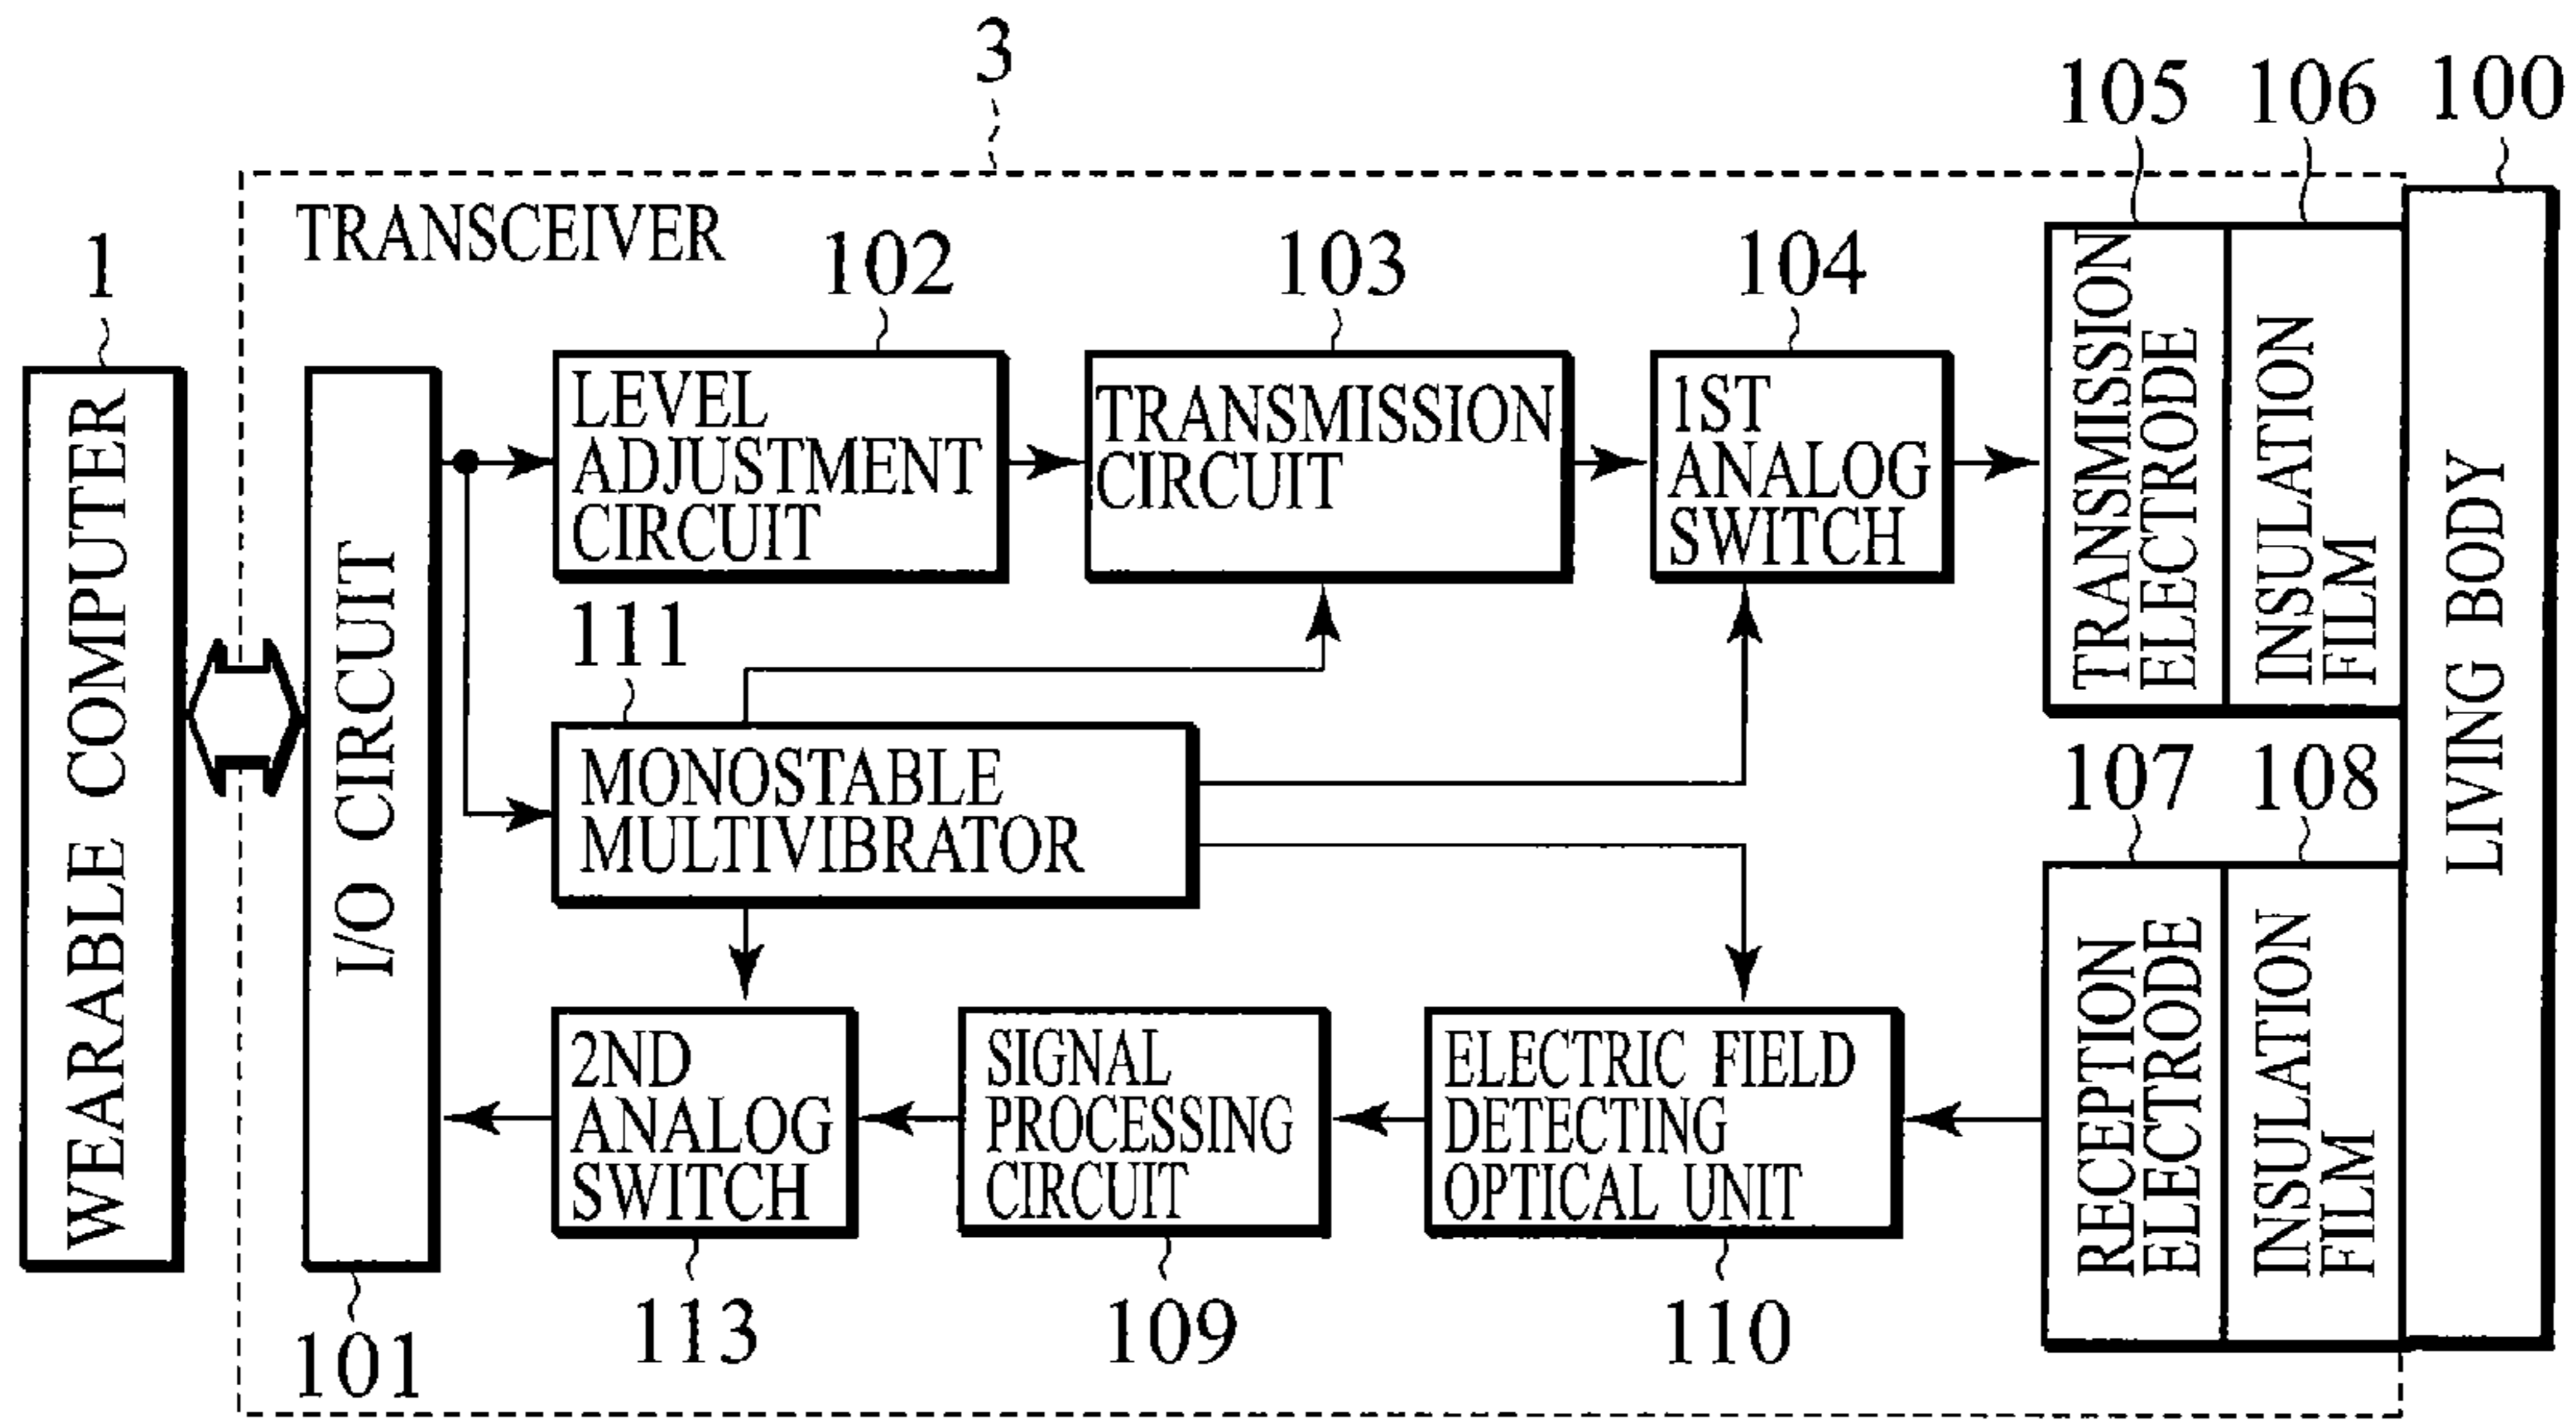 3
105
106
100
TRANSCEIVER
1
102
103
104
WEARABLE COMPUTER
I/O CIRCUIT
LEVEL
ADJUSTMENT
CIRCUIT
TRANSMISSION
CIRCUIT
1ST
ANALOG
SWITCH
TRANSMISSION
ELECTRODE
INSULATION
FILM
LIVING BODY
111
MONOSTABLE
MULTIVIBRATOR
107
108
2ND
ANALOG
SWITCH
SIGNAL
PROCESSING
CIRCUIT
ELECTRIC FIELD
DETECTING
OPTICAL UNIT
RECEPTION
ELECTRODE
INSULATION
FILM
101
113
109
110